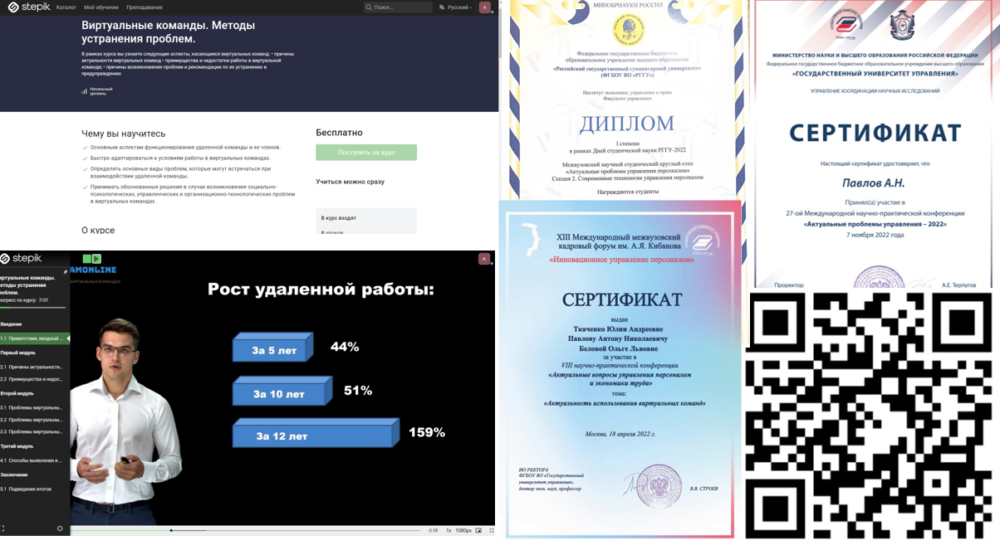 stepik Каталог Моё обучение Преподавание Поиск... Русский
A
Виртуальные команды. Методы
устранения проблем.
В рамках курса вы узнаете следующие аспекты, касающиеся виртуальных команд: • причины
актуальности виртуальных команд • преимущества и недостатки работы в виртуальной
команде; • причины возникновения проблем и рекомендации по их устранению и
предупреждению
Начальный
уровень
Чему вы научитесь
Основным аспектам функционирования удаленной команды и ее членов.
Быстро адаптироваться к условиям работы в виртуальных командах.
Определять основные виды проблем, которые могут встречаться при
взаимодействии удаленной команды.
Принимать обоснованные решения в случае возникновения социально-
психологических, управленческих и организационно-технологических проблем
в виртуальных командах.
О курсе
Бесплатно
Поступить на курс
Учиться можно сразу
В курс входят
8 уроков
stepik
A
иртуальные команды.
етоды устранения
роблем.
рогресс по курсу: 7/31
Введение
1.1 Приветствие, вводный ...
Первый модуль
2.1 Причины актуальности...
2.2 Преимущества и недос...
Второй модуль
3.1 Проблемы виртуальны...
3.2 Проблемы виртуальны...
3.3 Проблемы виртуальны...
Третий модуль
4.1 Способы выявления и ...
Заключение
5.1 Подведение итогов
AMONLINE
ВИРТУАЛЬНЫХ КОМАНДАХ
Рост удаленной работы:
За 5 лет 44%
За 10 лет 51%
За 12 лет 159%
-0:58 1x 1080px
МИНОБРНАУКИ РОССИИ
РГГУ
Федеральное государственное бюджетное
образовательное учреждение высшего образования
«Российский государственный гуманитарный университет»
(ФГБОУ ВО «РГГУ»)
Институт экономики, управления и права
Факультет управления
ДИПЛОМ
I степени
в рамках Дней студенческой науки РГГУ-2022
Межвузовский научный студенческий круглый стол
«Актуальные проблемы управления персоналом»
Секция 2. Современные технологии управления персоналом
Награждаются студенты
XIII Международный межвузовский
кадровый форум им. А.Я. Кибанова
«Инновационное управление персоналом»
СЕРТИФИКАТ
выдан
Ткаченко Юлии Андреевне
Павлову Антону Николаевичу
Беловой Ольге Львовне
за участие в
VIII научно-практической конференции
«Актуальные вопросы управления персоналом
и экономики труда»
тема:
«Актуальность использования виртуальных команд»
Москва, 18 апреля 2022 г.
ИО РЕКТОРА
ФГБОУ ВО «Государственный
университет управления»,
доктор экон. наук, профессор
В.В. СТРОЕВ
МИНИСТЕРСТВО НАУКИ И ВЫСШЕГО ОБРАЗОВАНИЯ РОССИЙСКОЙ ФЕДЕРАЦИИ
Федеральное государственное бюджетное образовательное учреждение высшего образования
«ГОСУДАРСТВЕННЫЙ УНИВЕРСИТЕТ УПРАВЛЕНИЯ»
УПРАВЛЕНИЕ КООРДИНАЦИИ НАУЧНЫХ ИССЛЕДОВАНИЙ
СЕРТИФИКАТ
Настоящий сертификат удостоверяет, что
Павлов А.Н.
Принял(а) участие в
27-ой Международной научно-практической конференции
«Актуальные проблемы управления – 2022»
7 ноября 2022 года
Проректор
А.Е. Терпугов